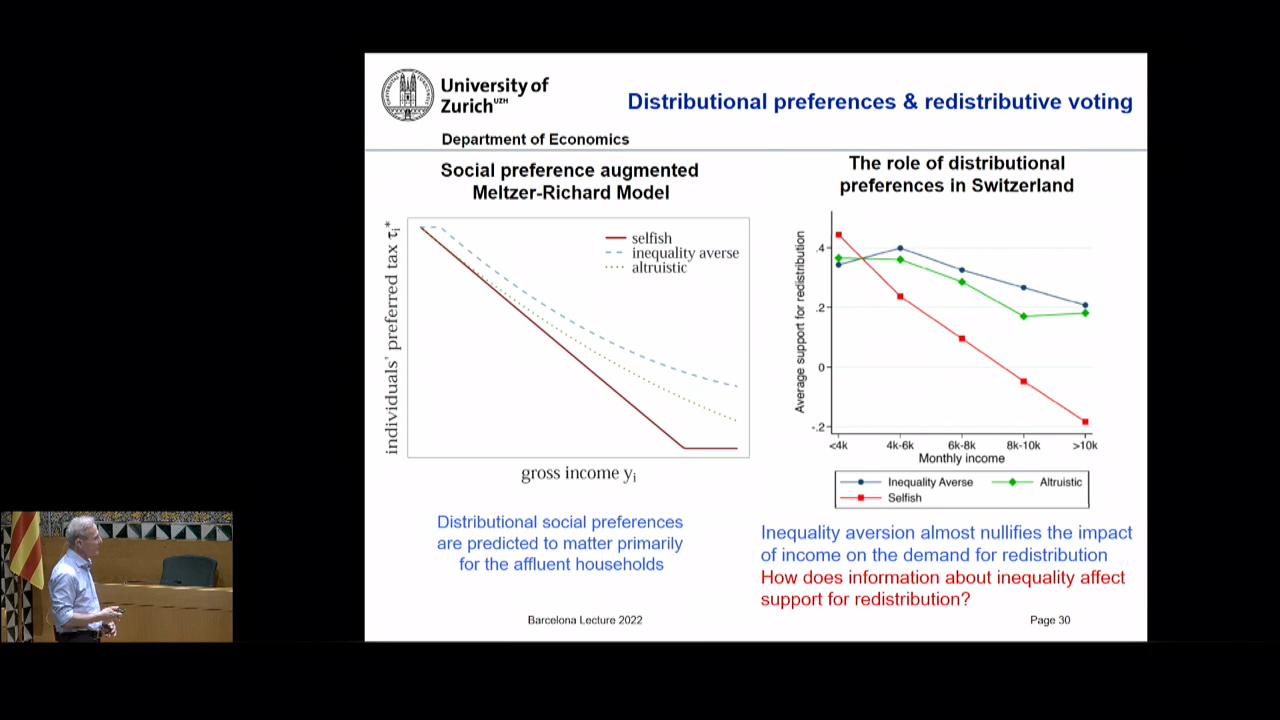 University of
Zurich UZH
Distributional preferences & redistributive voting
Department of Economics
Social preference augmented
Meltzer-Richard Model
individuals' preferred tax τi*
selfish
inequality averse
altruistic
gross income yi
Distributional social preferences
are predicted to matter primarily
for the affluent households
The role of distributional
preferences in Switzerland
Average support for redistribution
.4
.2
0
-.2
<4k 4k-6k 6k-8k 8k-10k >10k
Monthly income
Inequality Averse Altruistic
Selfish
Inequality aversion almost nullifies the impact
of income on the demand for redistribution
How does information about inequality affect
support for redistribution?
Barcelona Lecture 2022 Page 30